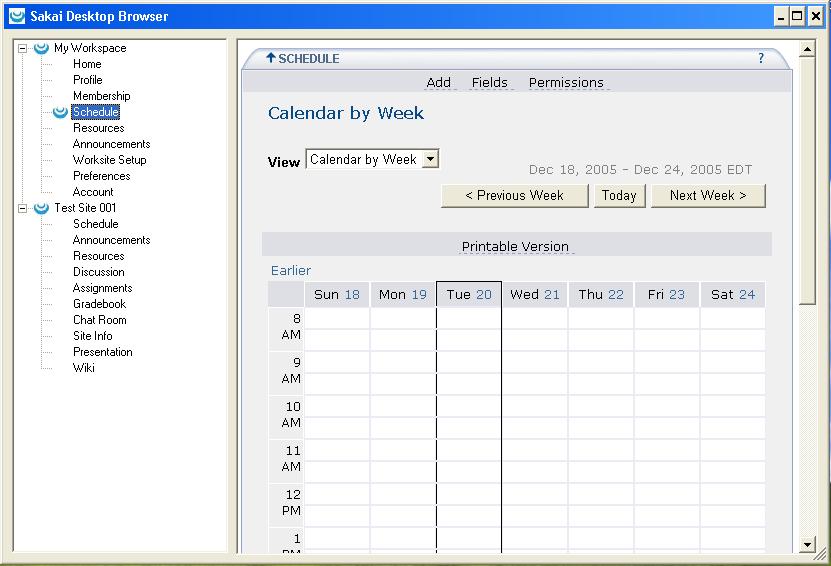 Sakai Desktop Browser
My Workspace
Home
Profile
Membership
Schedule
Resources
Announcements
Worksite Setup
Preferences
Account
Test Site 001
Schedule
Announcements
Resources
Discussion
Assignments
Gradebook
Chat Room
Site Info
Presentation
Wiki
SCHEDULE ?
Add Fields Permissions
Calendar by Week
View Calendar by Week
Dec 18, 2005 - Dec 24, 2005 EDT
< Previous Week Today Next Week >
Printable Version
Earlier
Sun 18 Mon 19 Tue 20 Wed 21 Thu 22 Fri 23 Sat 24
8
AM
9
AM
10
AM
11
AM
12
PM
1
PM